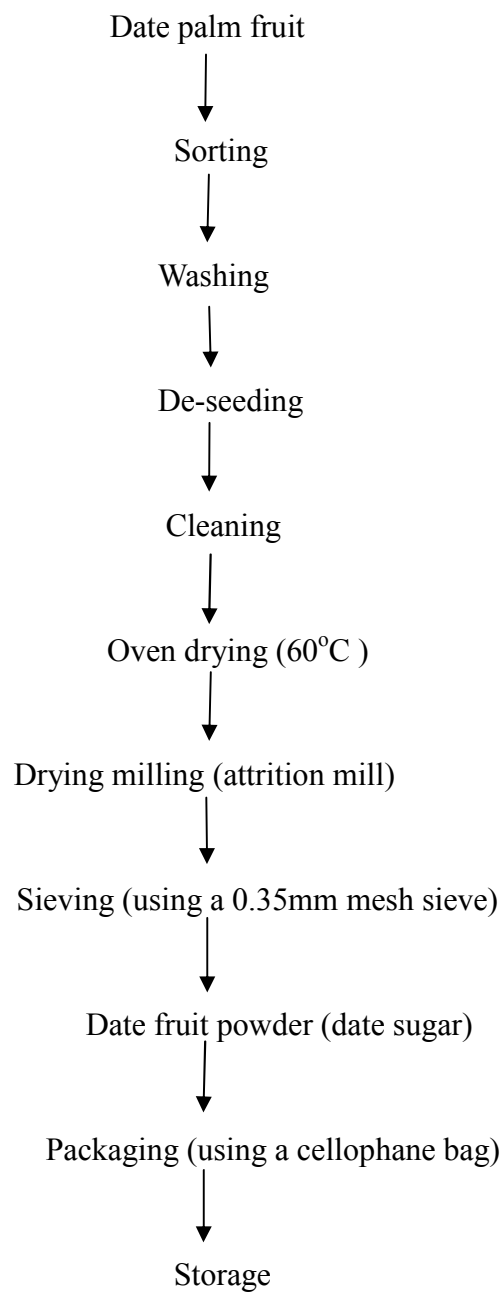 Date palm fruit
Sorting
Washing
De-seeding
Cleaning
Oven drying (60°C )
Drying milling (attrition mill)
Sieving (using a 0.35mm mesh sieve)
Date fruit powder (date sugar)
Packaging (using a cellophane bag)
Storage